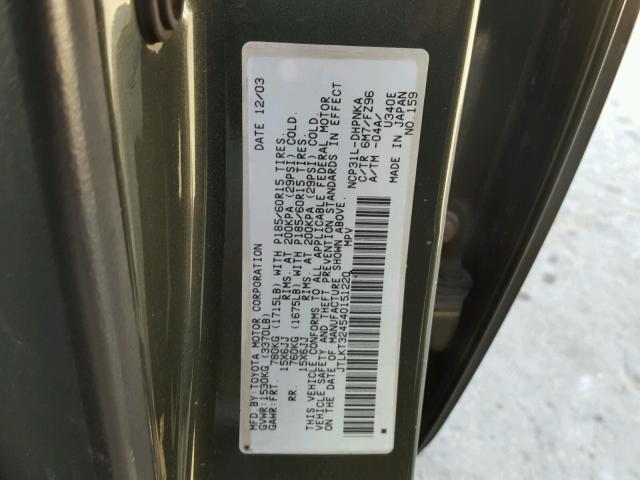 MFD.BY:TOYOTA MOTOR CORPORATION DATE 12/03
GVWR:1530KG (3370LB)
GAWR:FRT. 780KG (1715LB) WITH P185/60R15 TIRES.
15X6JJ RIMS. AT 200KPA (29PSI) COLD.
RR. 760KG (1675LB) WITH P185/60R15 TIRES.
15X6JJ RIMS. AT 200KPA (29PSI) COLD.
THIS VEHICLE CONFORMS TO ALL APPLICABLE FEDERAL MOTOR
VEHICLE SAFETY AND THEFT PREVENTION STANDARDS IN EFFECT
ON THE DATE OF MANUFACTURE SHOWN ABOVE.
JTLKT324540151220 MPV
NCP31L-DHPNKA
C/TR 6M7/FZ96
A/TM -04A/ U340E
IN JAPAN
NO.159